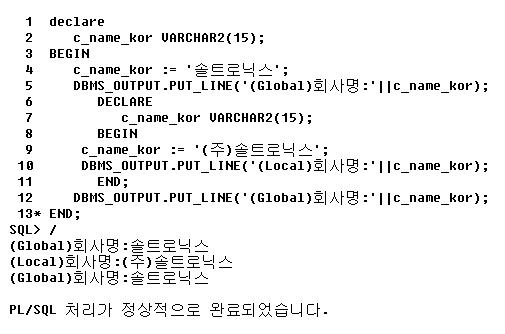 1  declare
2     c_name_kor VARCHAR2(15);
3  BEGIN
4     c_name_kor := '솔트로닉스';
5     DBMS_OUTPUT.PUT_LINE('(Global)회사명:'||c_name_kor);
6        DECLARE
7           c_name_kor VARCHAR2(15);
8        BEGIN
9      c_name_kor := '(주)솔트로닉스';
10      DBMS_OUTPUT.PUT_LINE('(Local)회사명:'||c_name_kor);
11        END;
12     DBMS_OUTPUT.PUT_LINE('(Global)회사명:'||c_name_kor);
13* END;
SQL> /
(Global)회사명:솔트로닉스
(Local)회사명:(주)솔트로닉스
(Global)회사명:솔트로닉스
PL/SQL 처리가 정상적으로 완료되었습니다.